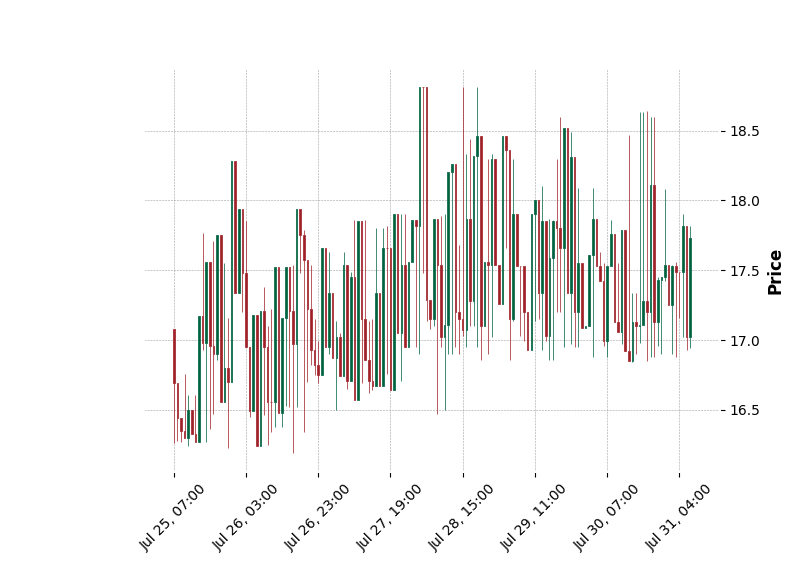 18.5
18.0
17.5
17.0
16.5
Price
Jul 25, 07:00
Jul 26, 03:00
Jul 26, 23:00
Jul 27, 19:00
Jul 28, 15:00
Jul 29, 11:00
Jul 30, 07:00
Jul 31, 04:00